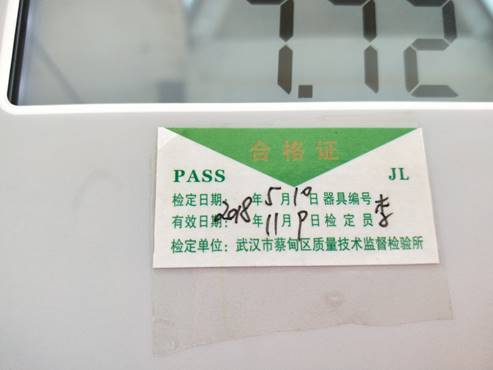 7.72
合格证
PASS JL
检定日期 2018年5月10日 器具编号
有效日期: 年11月9日 检定员 李
检定单位: 武汉市蔡甸区质量技术监督检验所